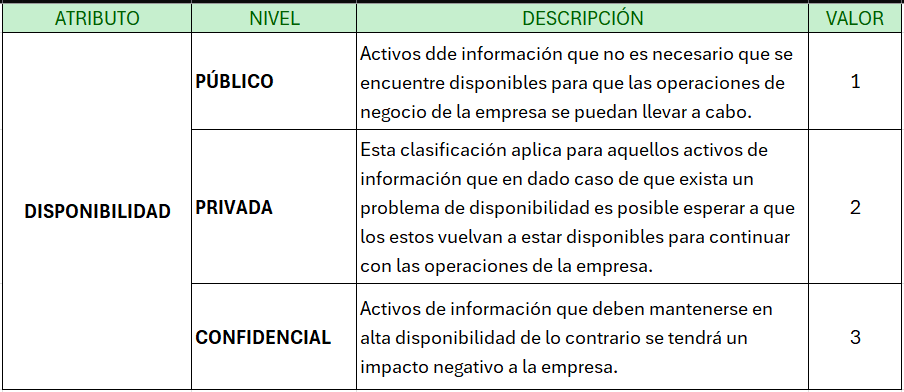 ATRIBUTO NIVEL DESCRIPCIÓN VALOR
DISPONIBILIDAD
PÚBLICO
Activos dde información que no es necesario que se
encuentre disponibles para que las operaciones de
negocio de la empresa se puedan llevar a cabo.
1
PRIVADA
Esta clasificación aplica para aquellos activos de
información que en dado caso de que exista un
problema de disponibilidad es posible esperar a que
los estos vuelvan a estar disponibles para continuar
con las operaciones de la empresa.
2
CONFIDENCIAL
Activos de información que deben mantenerse en
alta disponibilidad de lo contrario se tendrá un
impacto negativo a la empresa.
3